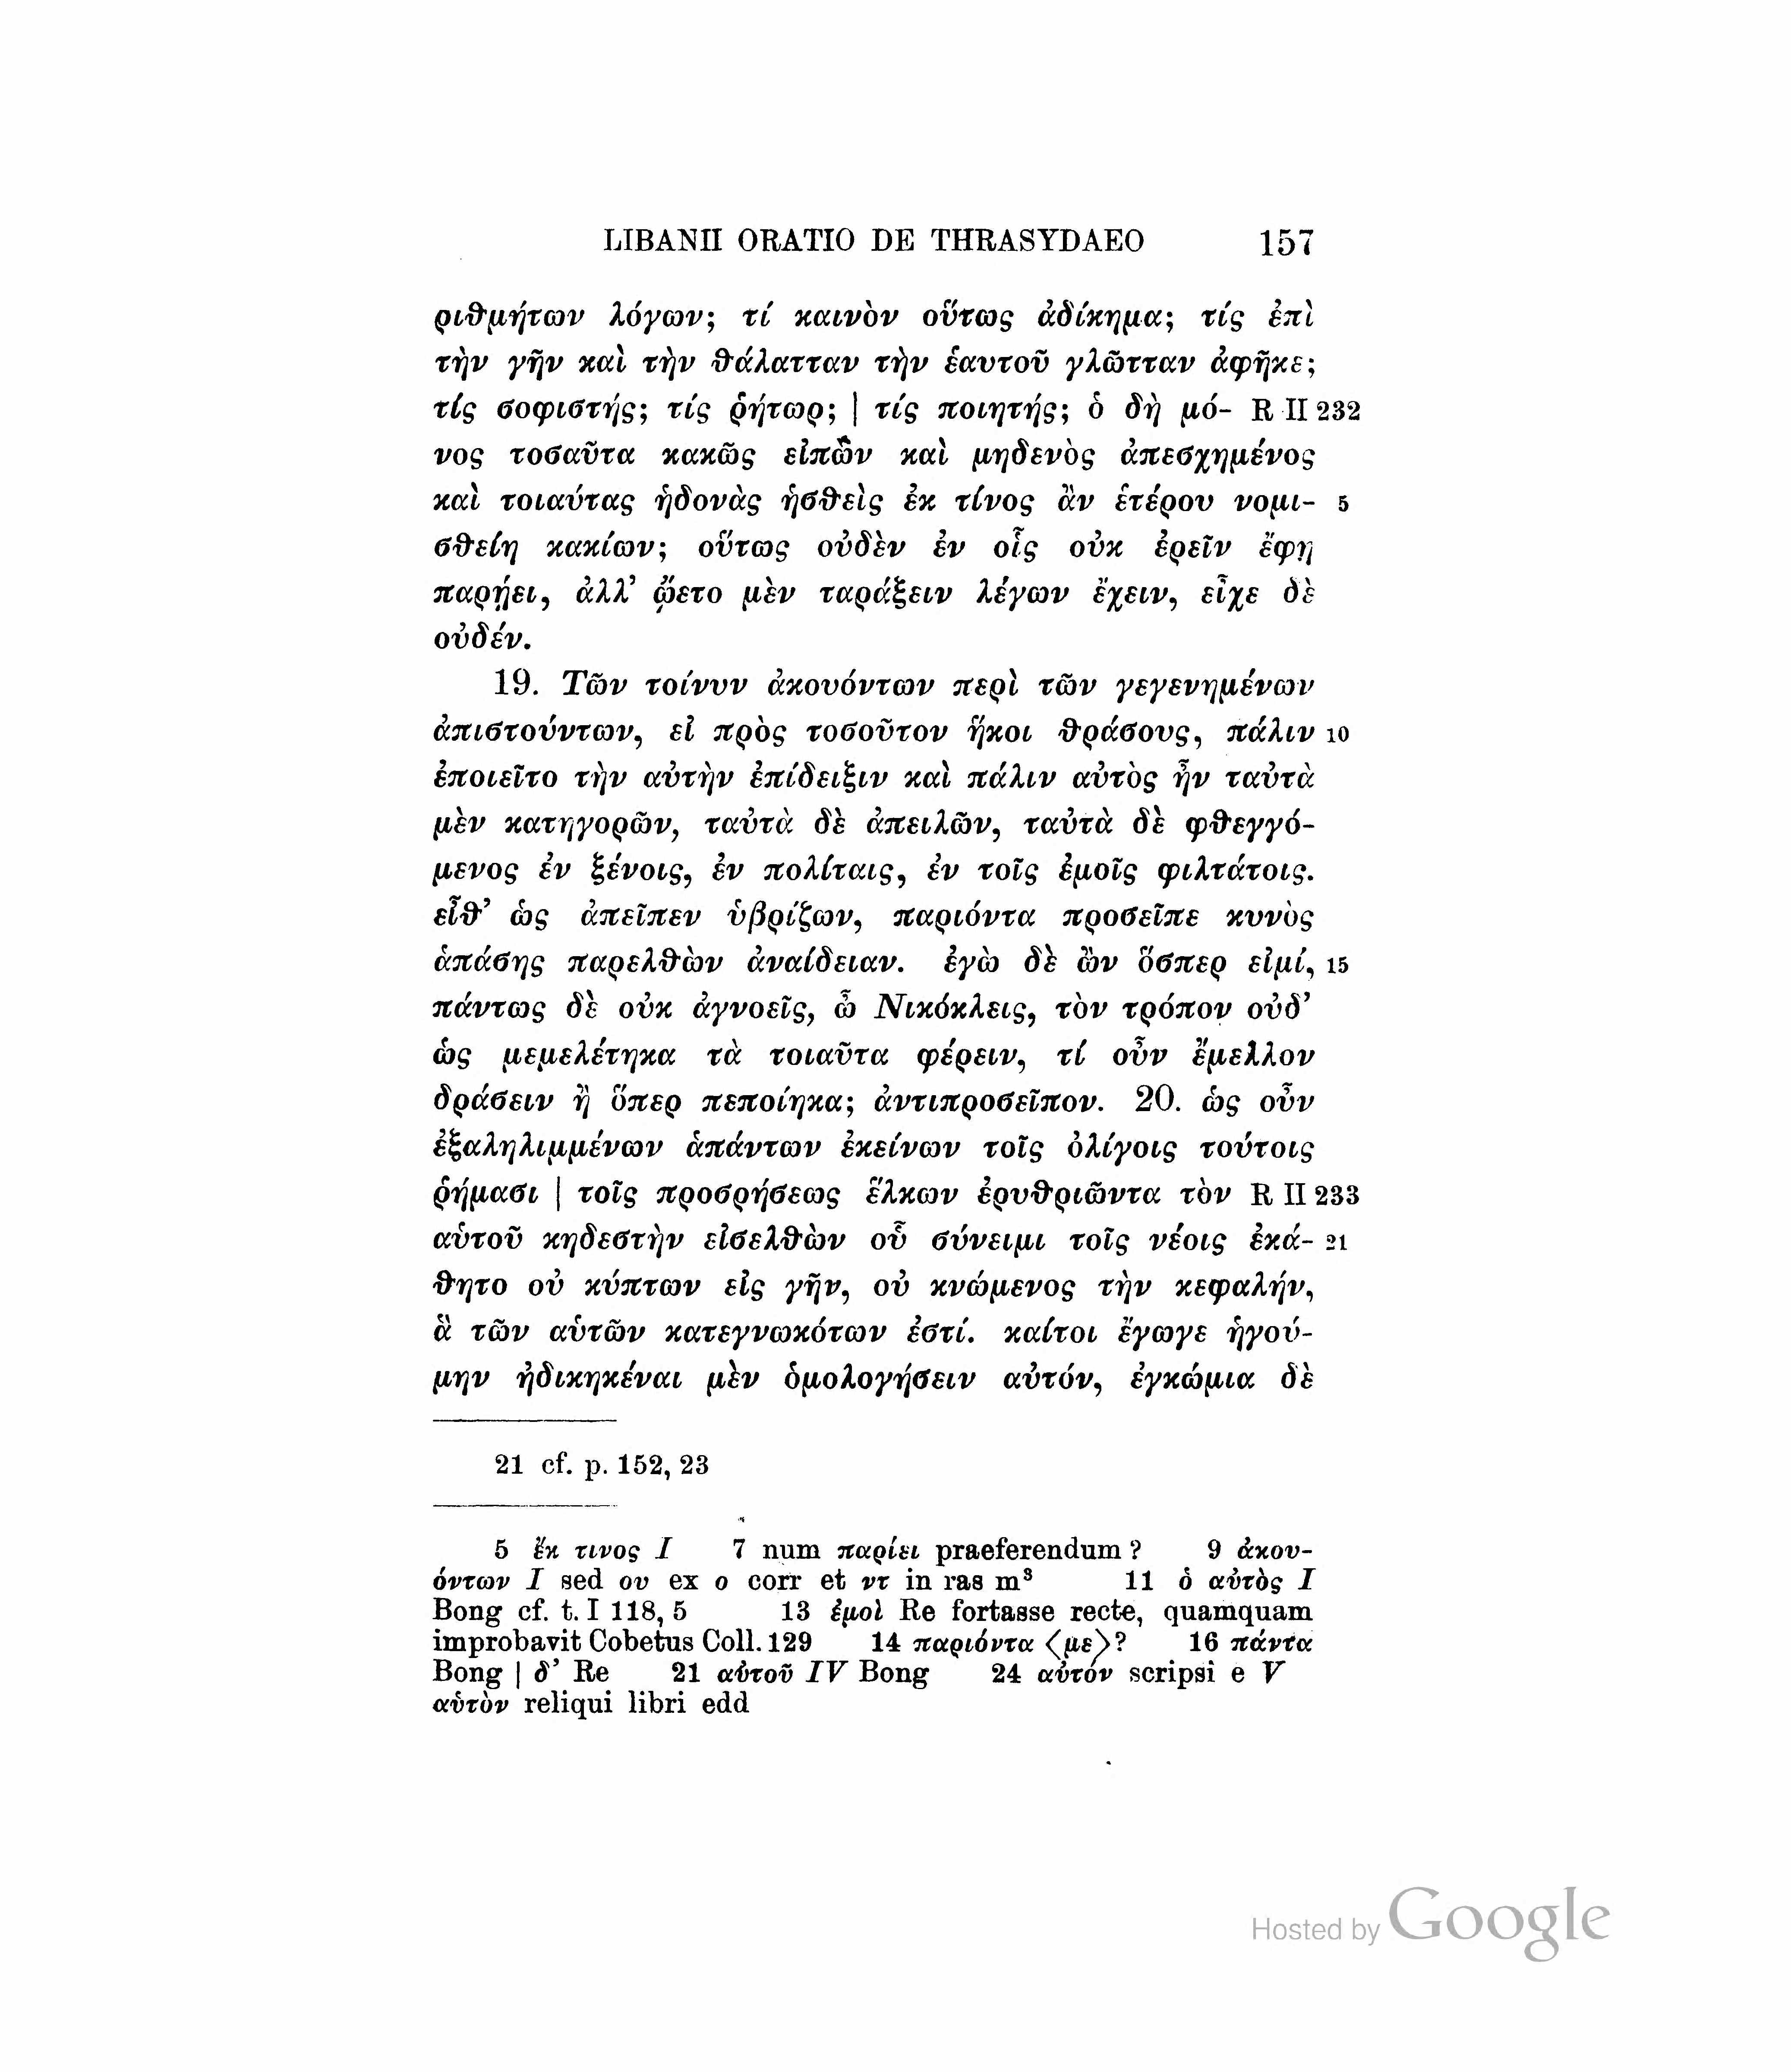 LIBANII ORATIO DE THRASYDAEO 157
ριθμήτων λόγων; τί καινὸν οὕτως ἀδίκημα; τίς ἐπὶ
τὴν γῆν καὶ τὴν θάλατταν τὴν ἑαυτοῦ γλῶτταν ἀφῆκε;
τίς σοφιστής; τίς ῥήτωρ; | τίς ποιητής; ὁ δὴ μό- R II 232
νος τοσαῦτα κακῶς εἰπὼν καὶ μηδενὸς ἀπεσχημένος
καὶ τοιαύτας ἡδονὰς ἡσθεὶς ἐκ τίνος ἂν ἑτέρου νομι- 5
σθείη κακίων; οὕτως οὐδὲν ἐν οἷς οὐκ ἐρεῖν ἔφη
παρῄει, ἀλλ’ ᾤετο μὲν ταράξειν λέγων ἔχειν, εἶχε δὲ
οὐδέν.
19. Τῶν τοίνυν ἀκουόντων περὶ τῶν γεγενημένων
ἀπιστούντων, εἰ πρὸς τοσοῦτον ἥκοι θράσους, πάλιν 10
ἐποιεῖτο τὴν αὐτὴν ἐπίδειξιν καὶ πάλιν αὐτὸς ἦν ταὐτὰ
μὲν κατηγορῶν, ταὐτὰ δὲ ἀπειλῶν, ταὐτὰ δὲ φθεγγό-
μενος ἐν ξένοις, ἐν πολίταις, ἐν τοῖς ἐμοῖς φιλτάτοις.
εἶθ’ ὡς ἀπεῖπεν ὑβρίζων, παριόντα προσεῖπε κυνὸς
ἁπάσης παρελθὼν ἀναίδειαν. ἐγὼ δὲ ὢν ὅσπερ εἰμί, 15
πάντως δὲ οὐκ ἀγνοεῖς, ὦ Νικόκλεις, τὸν τρόπον οὐδ’
ὡς μεμελέτηκα τὰ τοιαῦτα φέρειν, τί οὖν ἔμελλον
δράσειν ἢ ὅπερ πεποίηκα; ἀντιπροσεῖπον. 20. ὡς οὖν
ἐξαληλιμμένων ἁπάντων ἐκείνων τοῖς ὀλίγοις τούτοις
ῥήμασι | τοῖς προσρήσεως ἕλκων ἐρυθριῶντα τὸν R II 233
αὑτοῦ κηδεστὴν εἰσελθὼν οὗ σύνειμι τοῖς νέοις ἐκά- 21
θητο οὐ κύπτων εἰς γῆν, οὐ κνώμενος τὴν κεφαλήν,
ἃ τῶν αὑτῶν κατεγνωκότων ἐστί. καίτοι ἔγωγε ἡγού-
μην ἠδικηκέναι μὲν ὁμολογήσειν αὐτόν, ἐγκώμια δὲ
21 cf. p. 152, 23
5 ἔκ τινος I 7 num παρίει praeferendum? 9 ἀκου-
όντων I sed ου ex ο corr et ντ in ras m³ 11 ὁ αὐτὸς I
Bong cf. t. I 118, 5 13 ἐμοὶ Re fortasse recte, quamquam
improbavit Cobetus Coll. 129 14 παριόντα ⟨με⟩? 16 πάντα
Bong | δ’ Re 21 αὐτοῦ IV Bong 24 αὐτόν scripsi e V
αὑτὸν reliqui libri edd
Hosted by Google